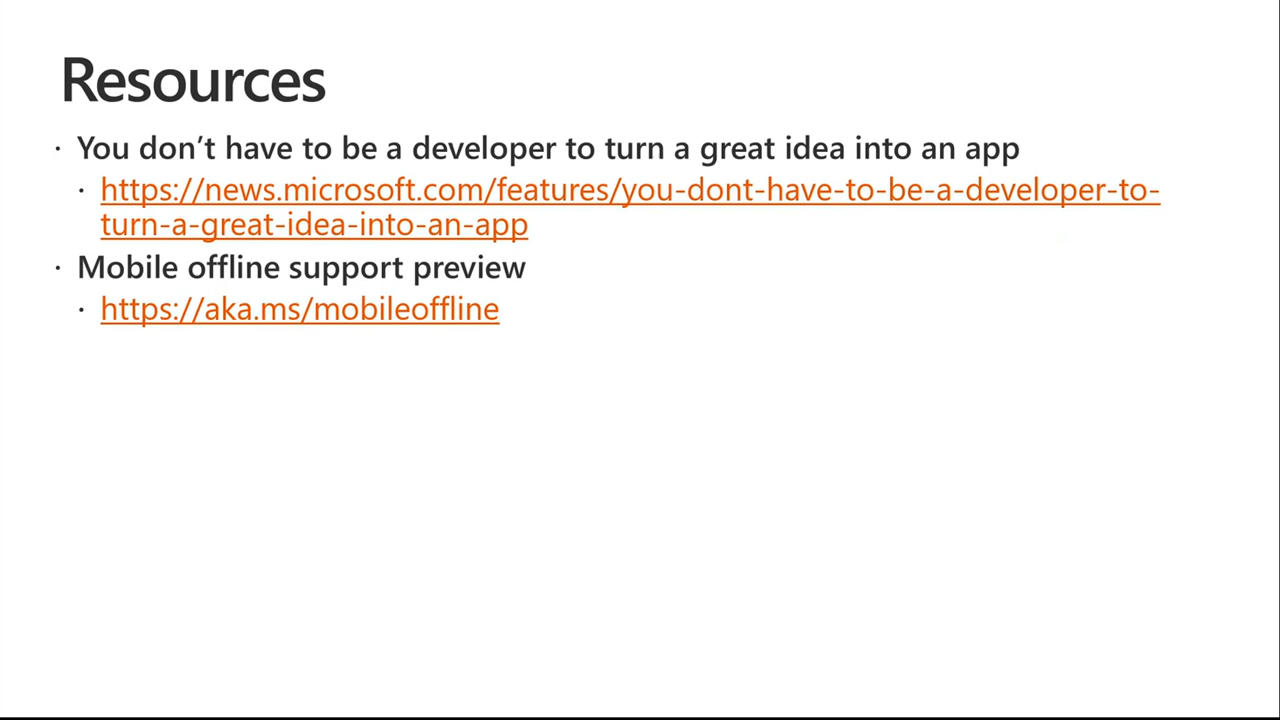 Resources
· You don’t have to be a developer to turn a great idea into an app
· https://news.microsoft.com/features/you-dont-have-to-be-a-developer-to-
turn-a-great-idea-into-an-app
· Mobile offline support preview
· https://aka.ms/mobileoffline